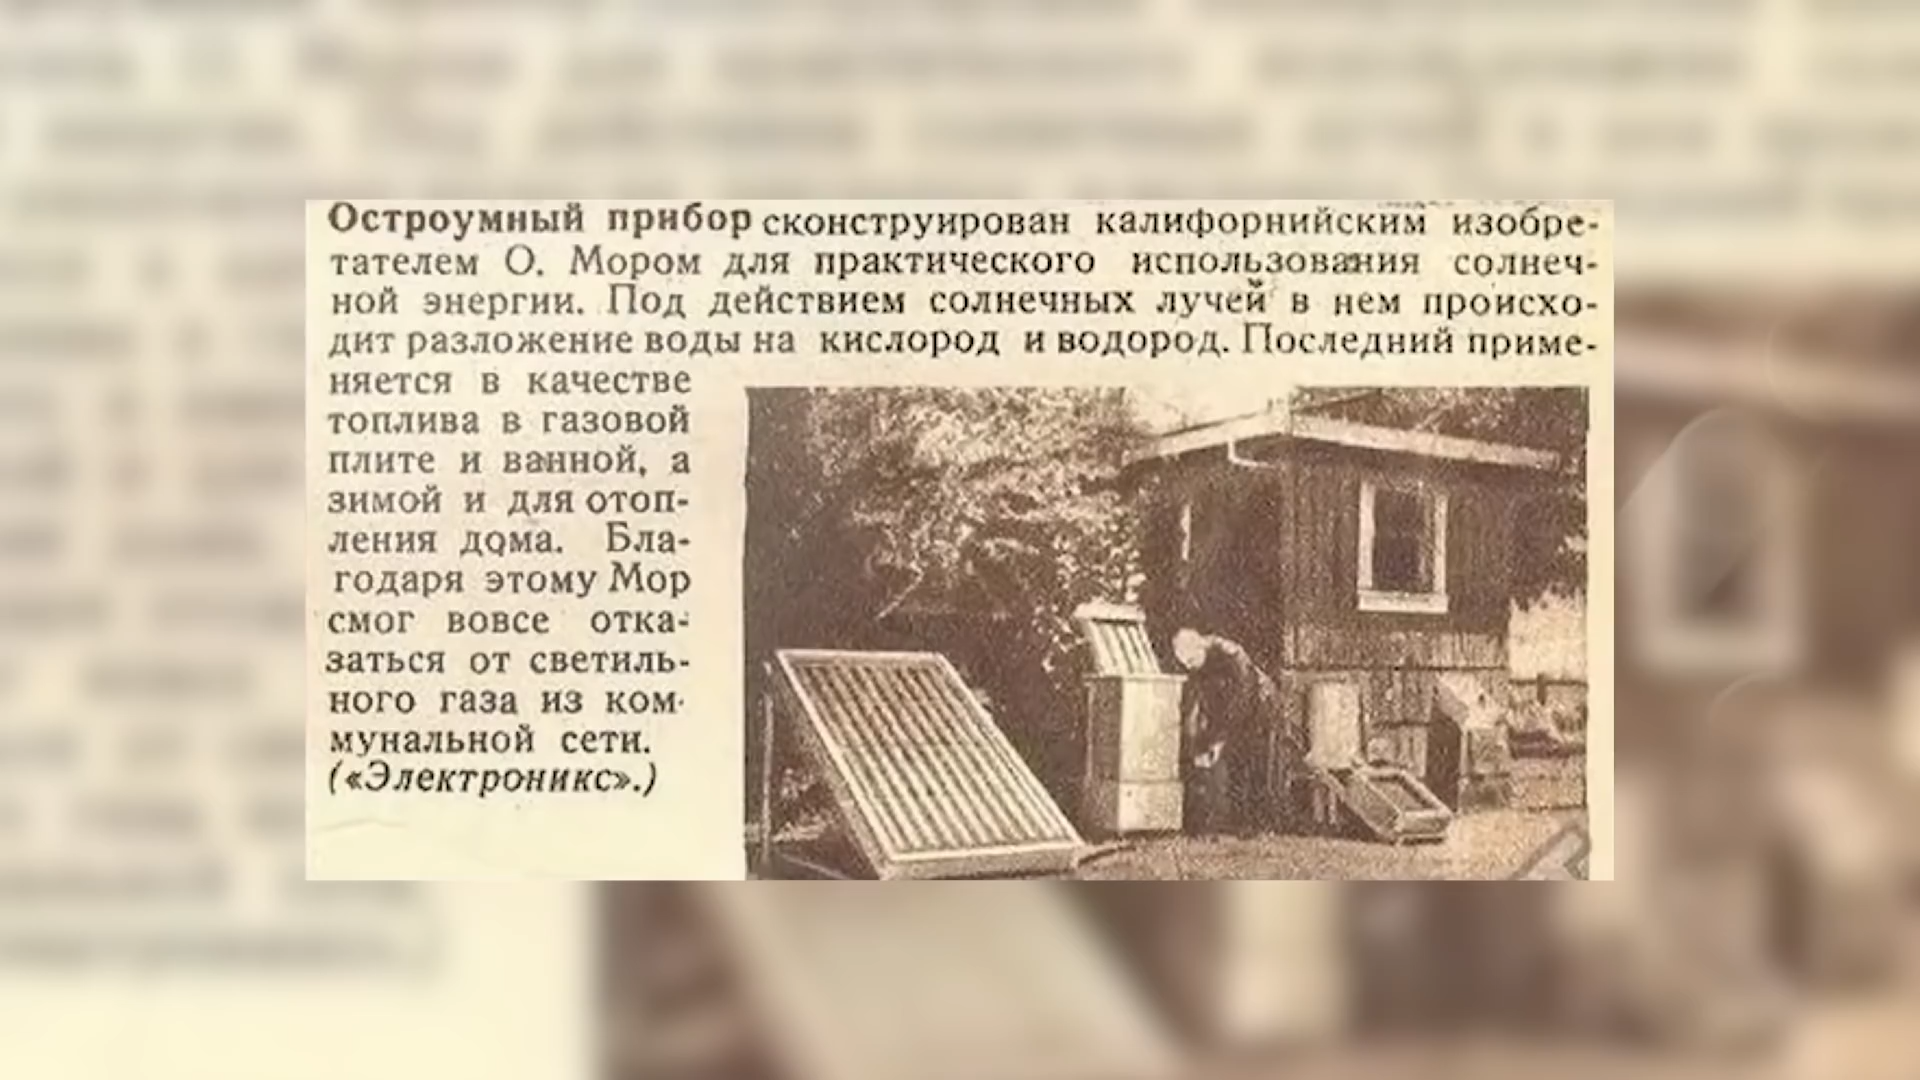 Остроумный прибор сконструирован калифорнийским изобре-
тателем О. Мором для практического использования солнеч-
ной энергии. Под действием солнечных лучей в нем происхо-
дит разложение воды на кислород и водород. Последний приме-
няется в качестве
топлива в газовой
плите и ванной, а
зимой и для отоп-
ления дома. Бла-
годаря этому Мор
смог вовсе отка-
заться от светиль-
ного газа из ком-
мунальной сети.
(«Электроникс».)